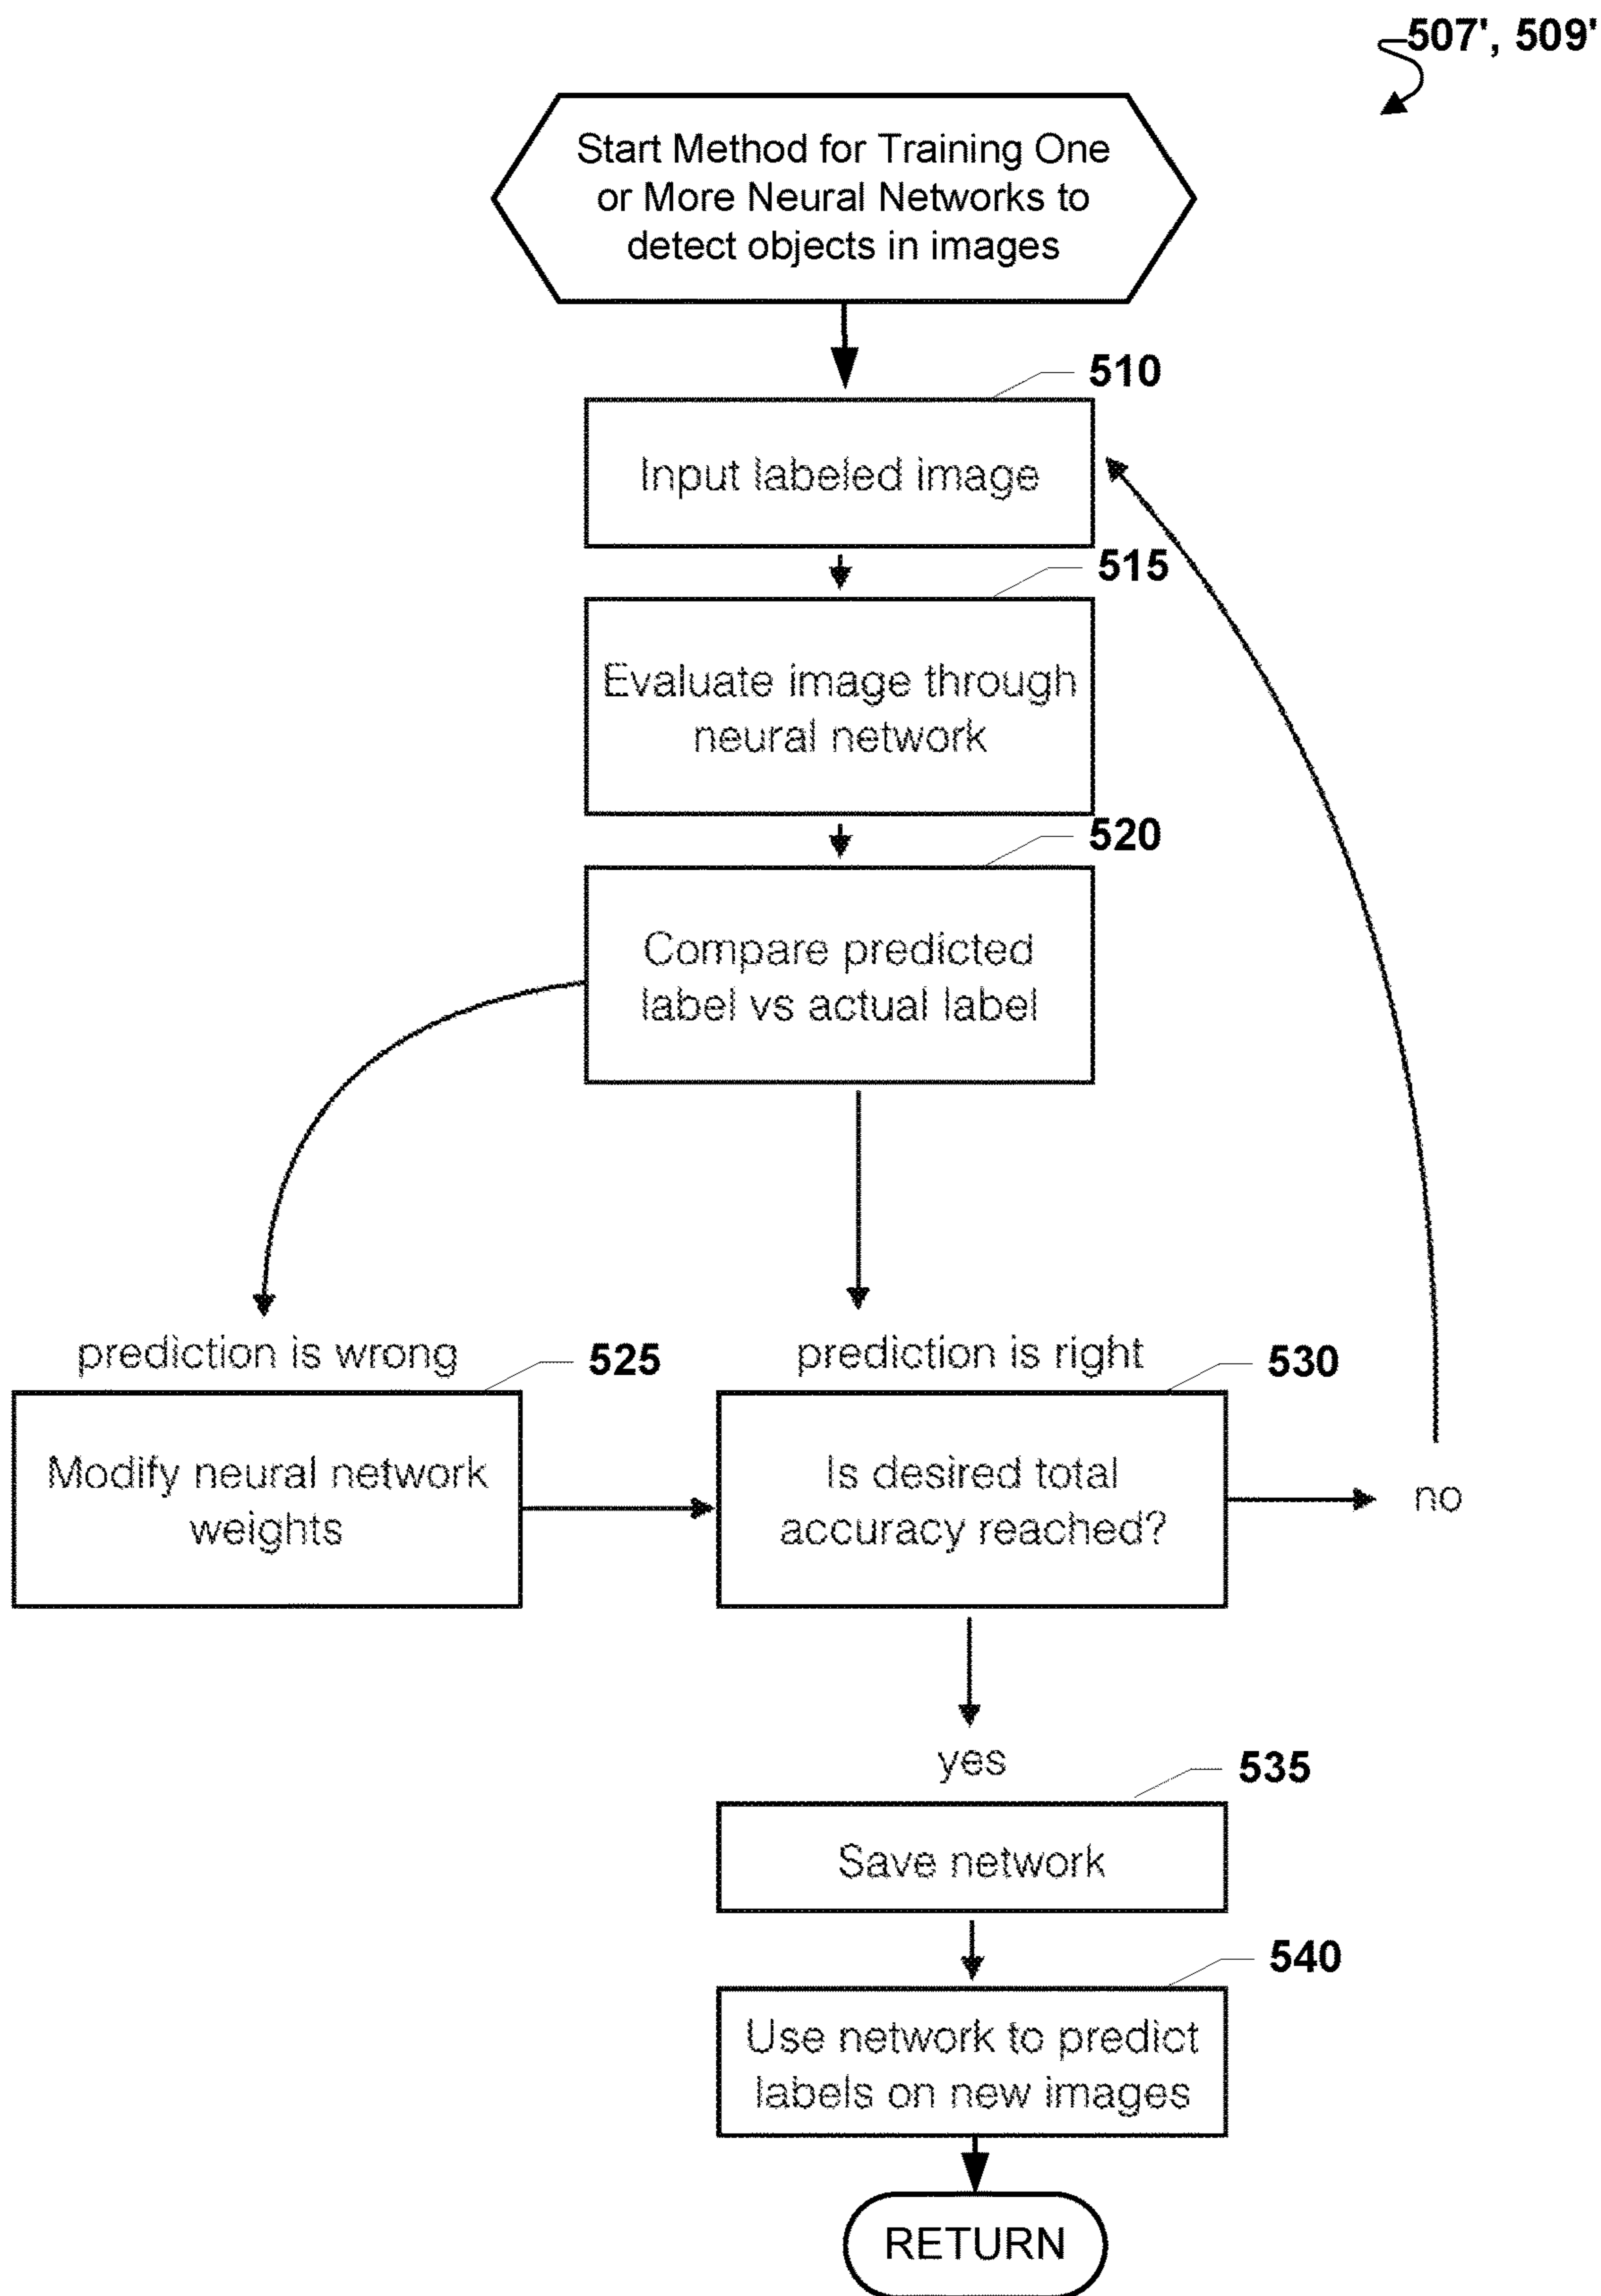 507', 509'
Start Method for Training One
or More Neural Networks to
detect objects in images
510
Input labeled image
515
Evaluate image through
neural network
520
Compare predicted
label vs actual label
prediction is wrong
525
prediction is right
530
Modify neural network
weights
Is desired total
accuracy reached?
no
yes
535
Save network
540
Use network to predict
labels on new images
RETURN